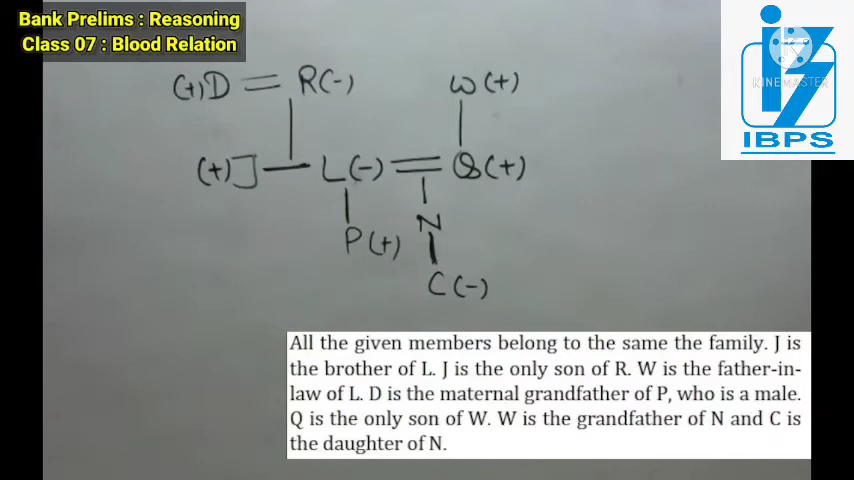 Bank Prelims : Reasoning
Class 07 : Blood Relation
KINEMASTER
IBPS
(+)D = R(-)
W(+)
(+)J — L(-) = Q(+)
P(+)
N
C(-)
All the given members belong to the same the family. J is
the brother of L. J is the only son of R. W is the father-in-
law of L. D is the maternal grandfather of P, who is a male.
Q is the only son of W. W is the grandfather of N and C is
the daughter of N.